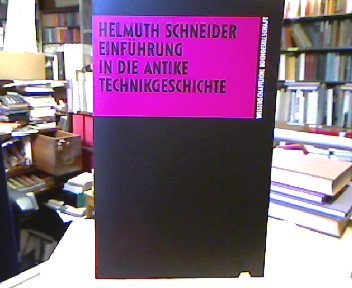 HELMUTH SCHNEIDER
EINFÜHRUNG
IN DIE ANTIKE
TECHNIKGESCHICHTE
WISSENSCHAFTLICHE BUCHGESELLSCHAFT